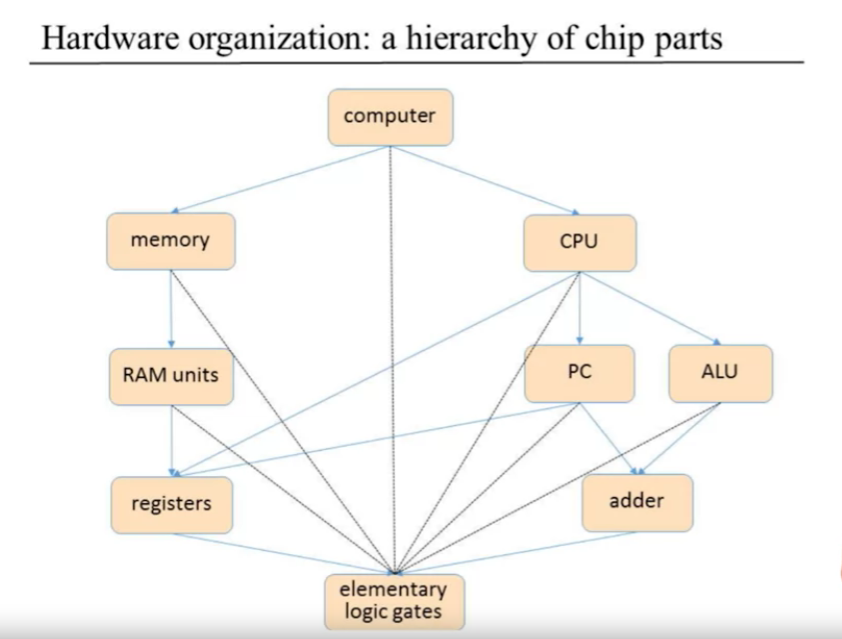 Hardware organization: a hierarchy of chip parts
computer
memory
CPU
RAM units
PC
ALU
registers
adder
elementary
logic gates